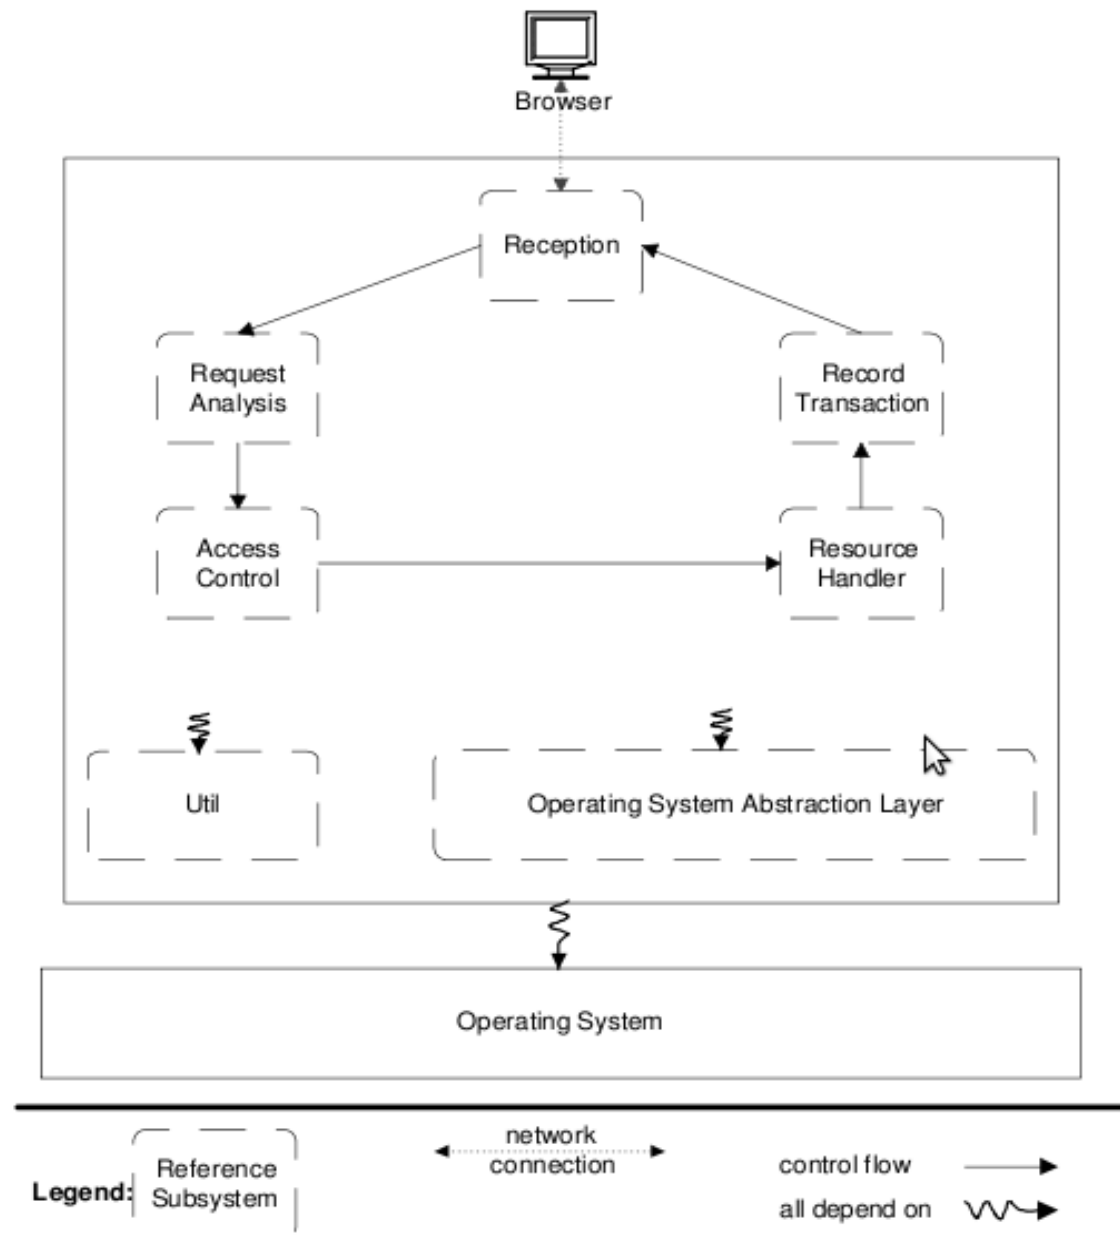 Browser
Reception
Request
Analysis
Record
Transaction
Access
Control
Resource
Handler
Util
Operating System Abstraction Layer
Operating System
Legend:
Reference
Subsystem
network
connection
control flow
all depend on